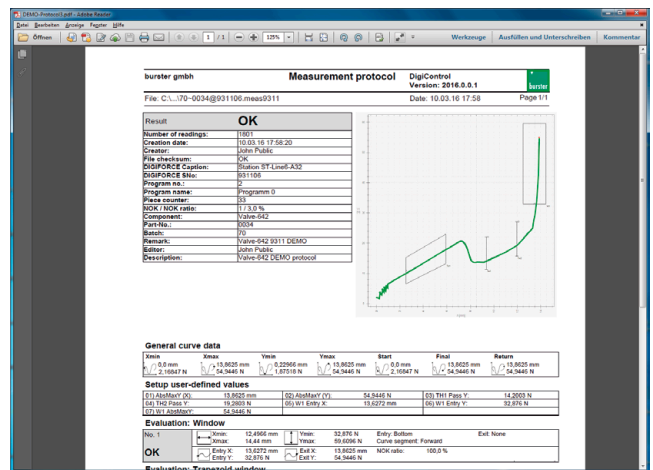 DEMO-Protocol1.pdf - Adobe Reader
Datei Bearbeiten Anzeige Fenster Hilfe
Öffnen 1 / 1 125% Werkzeuge Ausfüllen und Unterschreiben Kommentar
burster gmbh Measurement protocol DigiControl
Version: 2016.0.0.1
burster
File: C:\...\70~0034@931106.meas9311 Date: 10.03.16 17:58 Page 1/1
Result OK
Number of readings: 1801
Creation date: 10.03.16 17:58:20
Creator: John Public
File checksum: OK
DIGIFORCE Caption: Station ST-Line6-A32
DIGIFORCE SNo: 931106
Program no.: 2
Program name: Programm 0
Piece counter: 33
NOK / NOK ratio: 1 / 3,0 %
Component: Valve-642
Part-No.: 0034
Batch: 70
Remark: Valve-642 9311 DEMO
Editor: John Public
Description: Valve-642 DEMO protocol
General curve data
Xmin Xmax Ymin Ymax Start Final Return
0,0 mm 13,8625 mm 0,22966 mm 13,8625 mm 0,0 mm 13,8625 mm 13,8625 mm
2,16847 N 54,9446 N 1,87518 N 54,9446 N 2,16847 N 54,9446 N 54,9446 N
Setup user-defined values
01) AbsMaxY (X): 13,8625 mm 02) AbsMaxY (Y): 54,9446 N 03) TH1 Pass Y: 14,2003 N
04) TH2 Pass Y: 19,2803 N 05) W1 Entry X: 13,6272 mm 06) W1 Entry Y: 32,876 N
07) W1 AbsMaxY: 54,9446 N
Evaluation: Window
No. 1 Xmin: 12,4966 mm Ymin: 32,876 N Entry: Bottom Exit: None
Xmax: 14,44 mm Ymax: 59,6096 N Curve segment: Forward
OK Entry X: 13,6272 mm Exit X: 13,8625 mm NOK ratio: 100,0 %
Entry Y: 32,876 N Exit Y: 54,9446 N
Evaluation: Trapezoid window